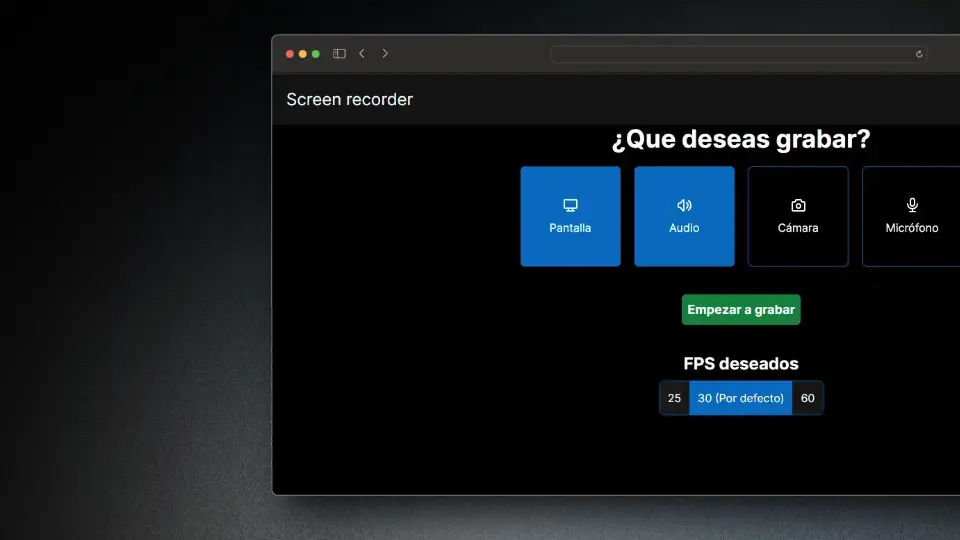 Screen recorder
¿Que deseas grabar?
Pantalla
Audio
Cámara
Micrófono
Empezar a grabar
FPS deseados
25
30 (Por defecto)
60